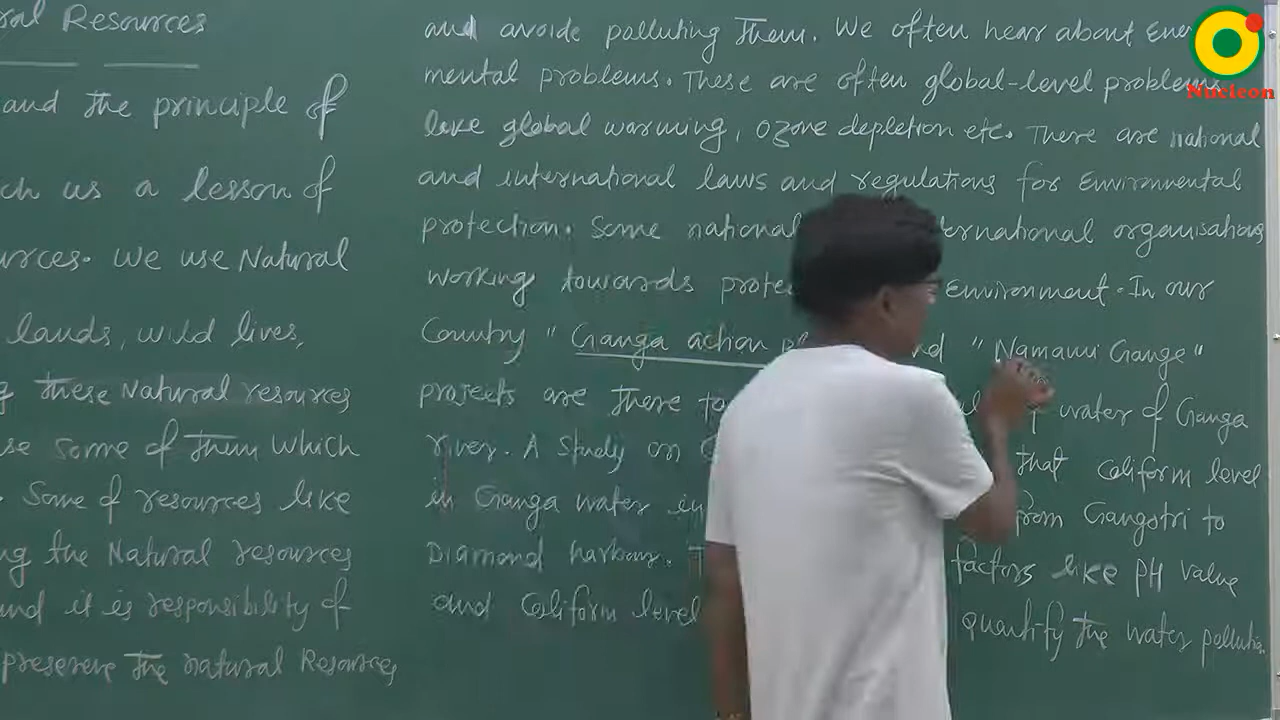 ral Resources
and the principle of
ch us a lesson of
urces. We use Natural
lands, wild lives,
g these Natural resources
se some of them which
. Some of resources like
ng the Natural resources
and it is responsibility of
preserve the natural Resources
and avoide polluting them. We often hear about Env
mental problems. These are often global-level problems
like global warming, Ozone depletion etc. There are national
and international laws and regulations for Environmental
protection. Some national ernational organisations
working towards prote Environment. In our
Country " Ganga action nd " Namami Gange "
projects are there to water of Ganga
river. A Study on that Coliform level
in Ganga water in from Gangotri to
Diamond harbour. factors like PH value
and Coliform level quantify the water pollution.
Nucleon